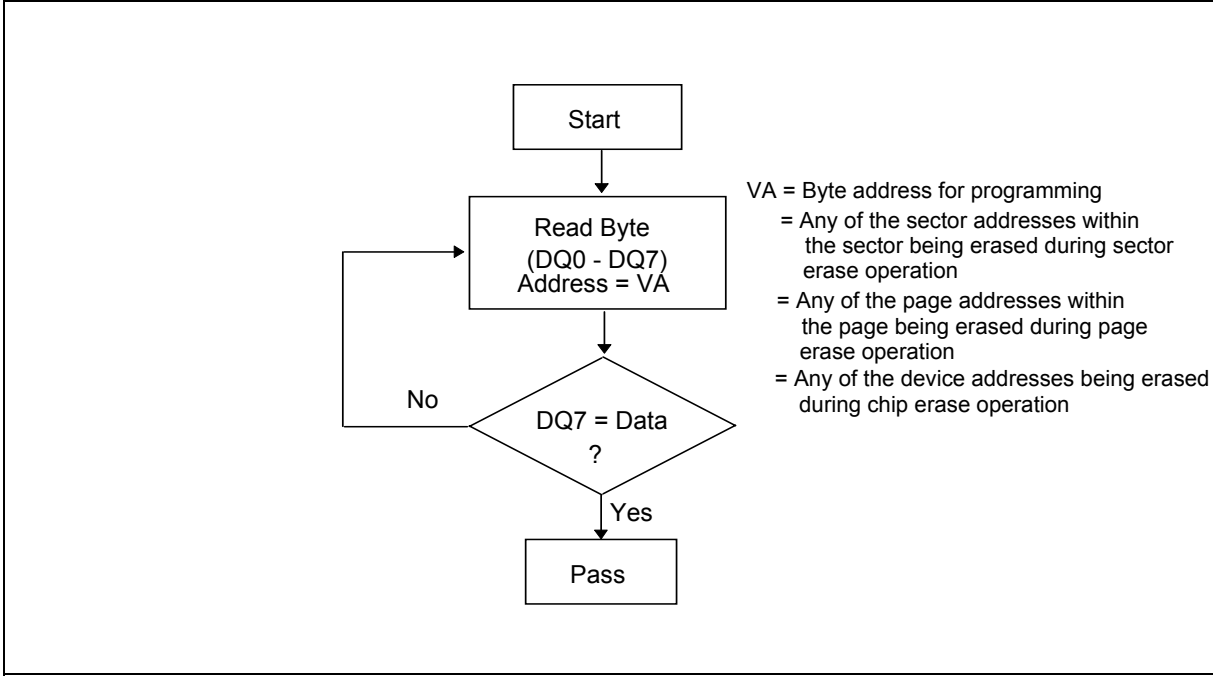 Start
Read Byte
(DQ0 - DQ7)
Address = VA
VA = Byte address for programming
= Any of the sector addresses within
the sector being erased during sector
erase operation
= Any of the page addresses within
the page being erased during page
erase operation
= Any of the device addresses being erased
during chip erase operation
No
DQ7 = Data
?
Yes
Pass